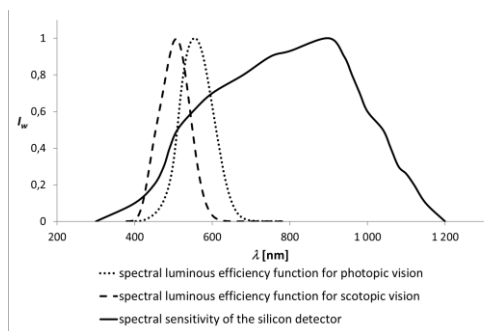 1
0,8
0,6
I_w
0,4
0,2
0
200 400 600 800 1 000 1 200
λ [nm]
spectral luminous efficiency function for photopic vision
spectral luminous efficiency function for scotopic vision
spectral sensitivity of the silicon detector